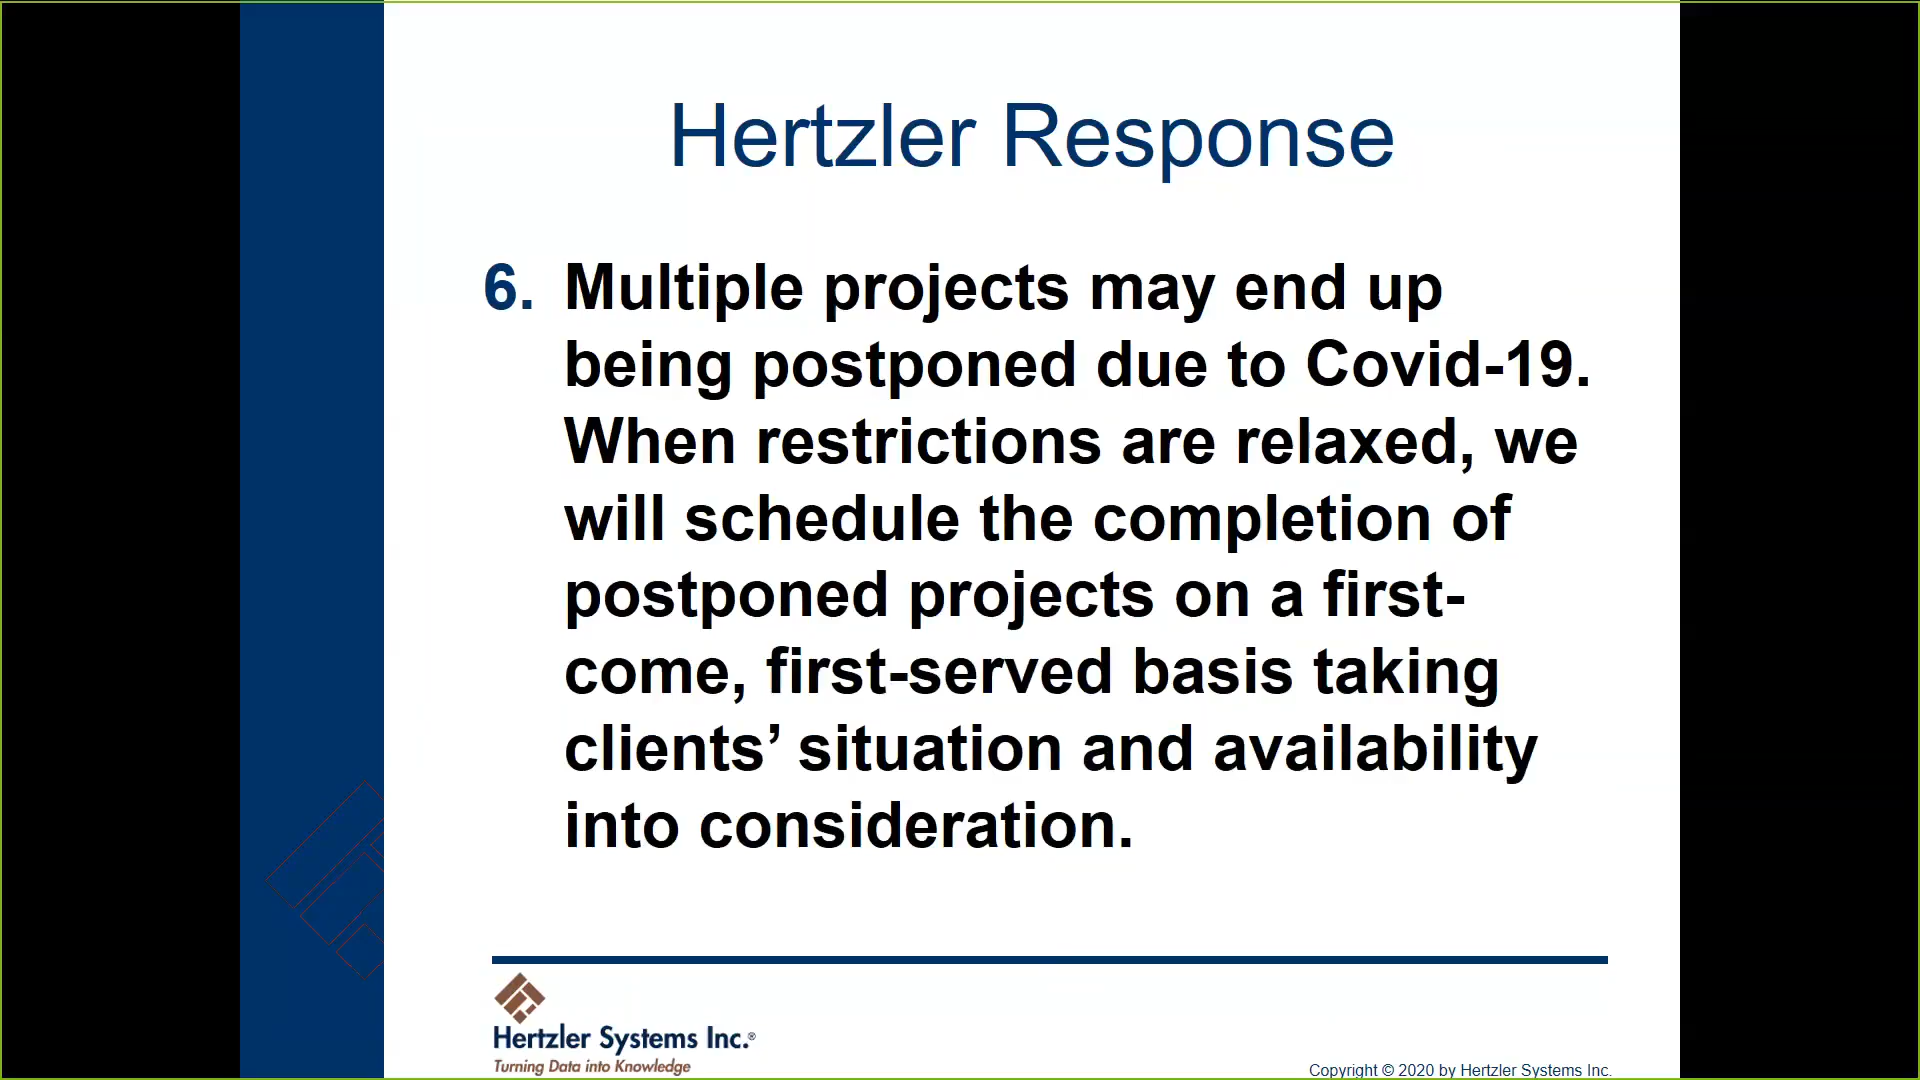 Hertzler Response
6. Multiple projects may end up
being postponed due to Covid-19.
When restrictions are relaxed, we
will schedule the completion of
postponed projects on a first-
come, first-served basis taking
clients’ situation and availability
into consideration.
Hertzler Systems Inc.®
Turning Data into Knowledge
Copyright © 2020 by Hertzler Systems Inc.